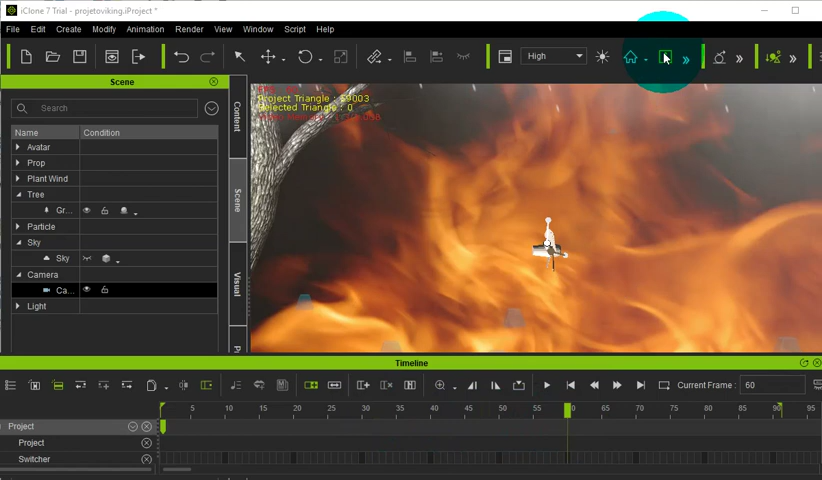 iClone 7 Trial - projetoviking.iProject *
File Edit Create Modify Animation Render View Window Script Help
High
Scene
Search
Name Condition
Avatar
Prop
Plant Wind
Tree
Gr...
Particle
Sky
Sky
Camera
Ca...
Light
Content
Scene
Visual
Project Triangle : 59003
Selected Triangle : 0
Timeline
Current Frame : 60
5 10 15 20 25 30 35 40 45 50 55 60 65 70 75 80 85 90 95
Project
Project
Switcher